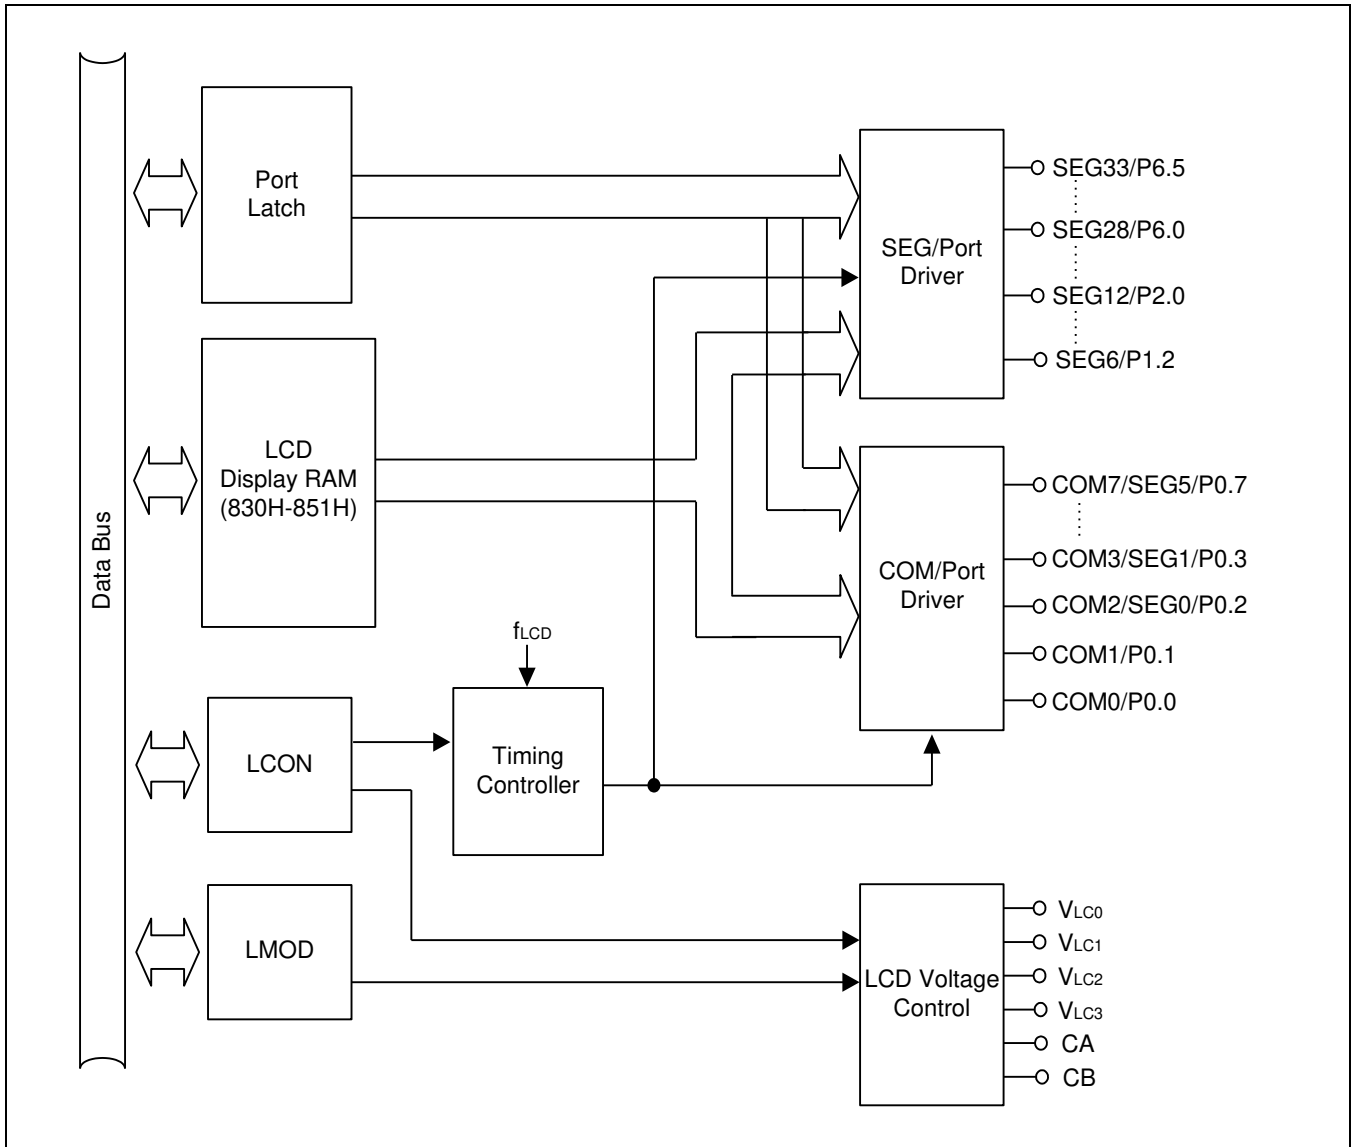 Data Bus
Port
Latch
LCD
Display RAM
(830H-851H)
LCON
LMOD
fLCD
Timing
Controller
SEG/Port
Driver
SEG33/P6.5
SEG28/P6.0
SEG12/P2.0
SEG6/P1.2
COM/Port
Driver
COM7/SEG5/P0.7
COM3/SEG1/P0.3
COM2/SEG0/P0.2
COM1/P0.1
COM0/P0.0
LCD Voltage
Control
VLC0
VLC1
VLC2
VLC3
CA
CB